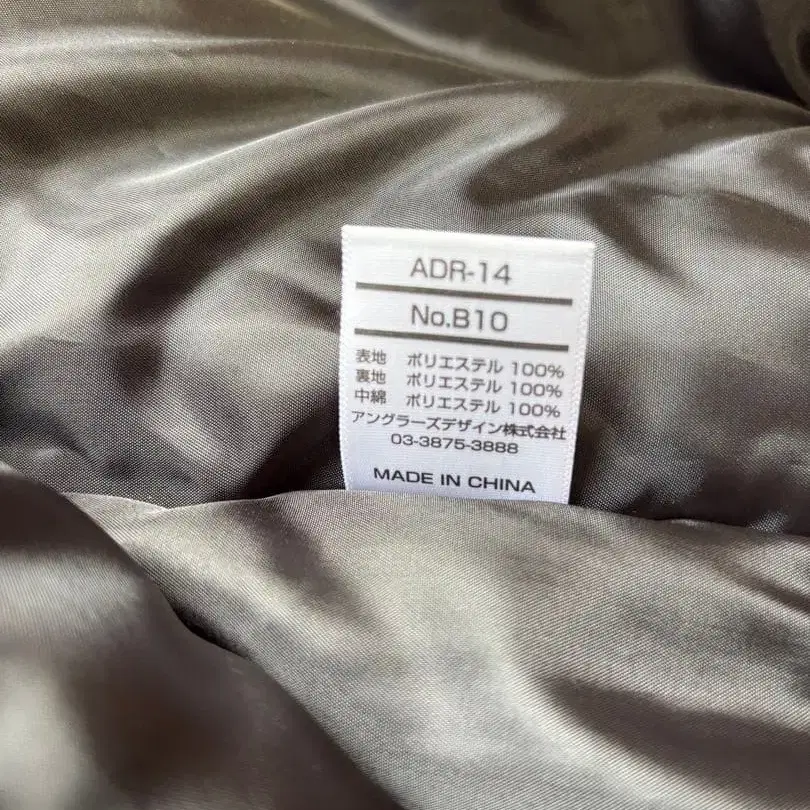 ADR-14
No.B10
表地 ポリエステル 100%
裏地 ポリエステル 100%
中綿 ポリエステル 100%
アングラーズデザイン株式会社
03-3875-3888
MADE IN CHINA